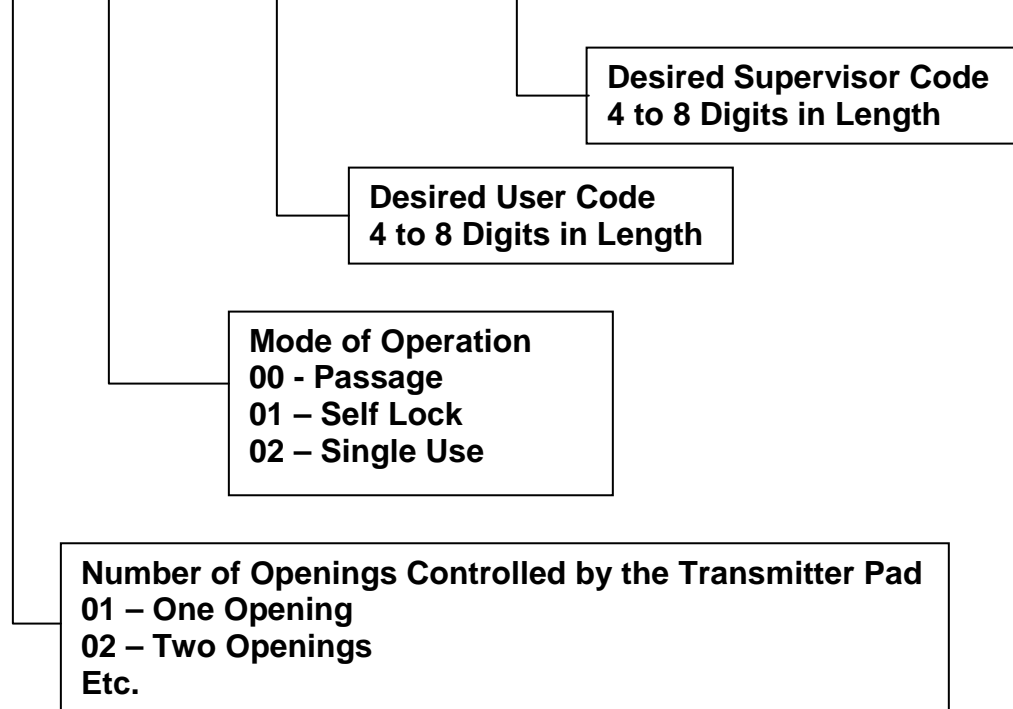 Desired Supervisor Code
4 to 8 Digits in Length
Desired User Code
4 to 8 Digits in Length
Mode of Operation
00 - Passage
01 – Self Lock
02 – Single Use
Number of Openings Controlled by the Transmitter Pad
01 – One Opening
02 – Two Openings
Etc.